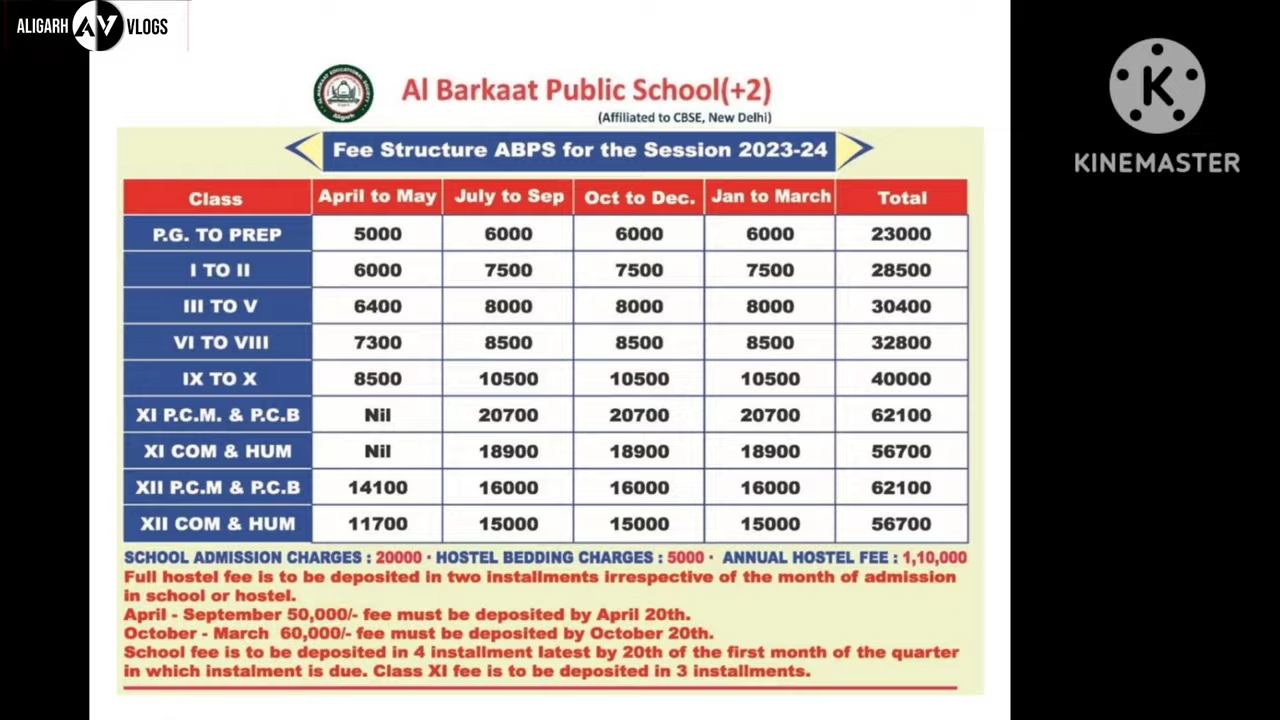 ALIGARH AV VLOGS
K
KINEMASTER
Al Barkaat Public School(+2)
(Affiliated to CBSE, New Delhi)
Fee Structure ABPS for the Session 2023-24
Class April to May July to Sep Oct to Dec. Jan to March Total
P.G. TO PREP 5000 6000 6000 6000 23000
I TO II 6000 7500 7500 7500 28500
III TO V 6400 8000 8000 8000 30400
VI TO VIII 7300 8500 8500 8500 32800
IX TO X 8500 10500 10500 10500 40000
XI P.C.M. & P.C.B Nil 20700 20700 20700 62100
XI COM & HUM Nil 18900 18900 18900 56700
XII P.C.M & P.C.B 14100 16000 16000 16000 62100
XII COM & HUM 11700 15000 15000 15000 56700
SCHOOL ADMISSION CHARGES : 20000 · HOSTEL BEDDING CHARGES : 5000 · ANNUAL HOSTEL FEE : 1,10,000
Full hostel fee is to be deposited in two installments irrespective of the month of admission
in school or hostel.
April - September 50,000/- fee must be deposited by April 20th.
October - March 60,000/- fee must be deposited by October 20th.
School fee is to be deposited in 4 installment latest by 20th of the first month of the quarter
in which instalment is due. Class XI fee is to be deposited in 3 installments.